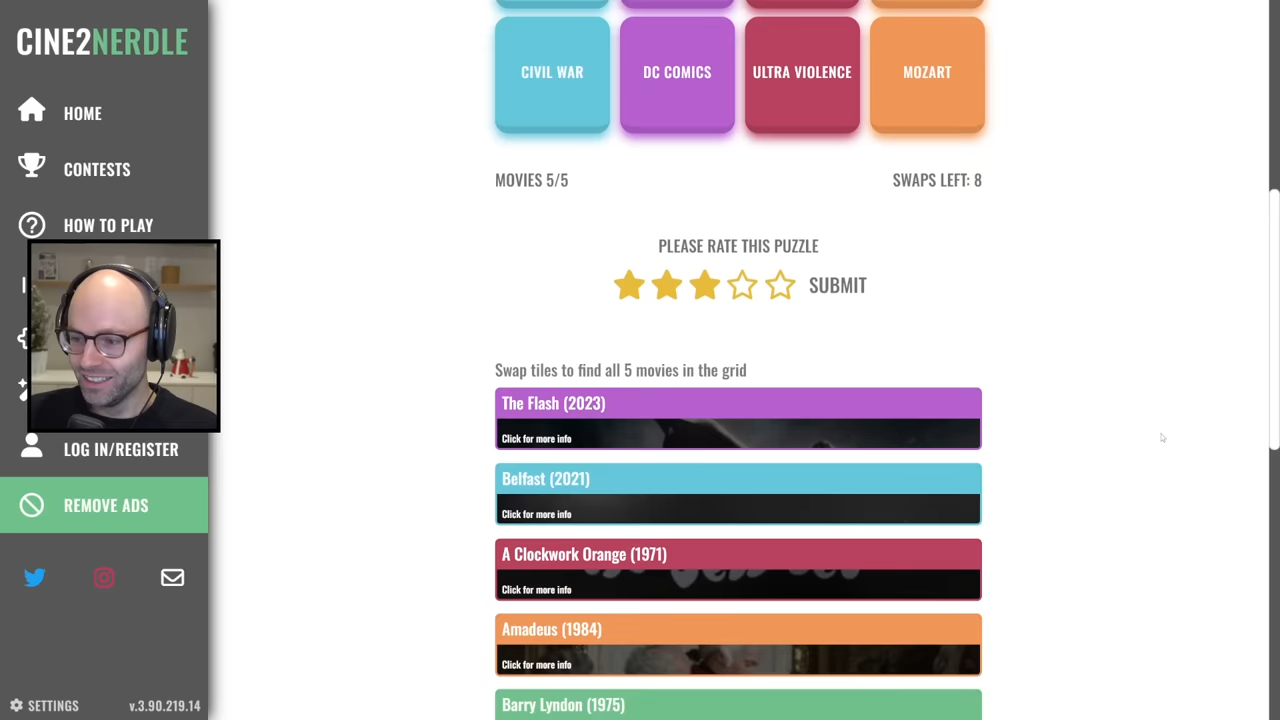 CINE2NERDLE
HOME
CONTESTS
HOW TO PLAY
LOG IN/REGISTER
REMOVE ADS
SETTINGS
v.3.90.219.14
CIVIL WAR
DC COMICS
ULTRA VIOLENCE
MOZART
MOVIES 5/5
SWAPS LEFT: 8
PLEASE RATE THIS PUZZLE
SUBMIT
Swap tiles to find all 5 movies in the grid
The Flash (2023)
Click for more info
Belfast (2021)
Click for more info
A Clockwork Orange (1971)
Click for more info
Amadeus (1984)
Click for more info
Barry Lyndon (1975)